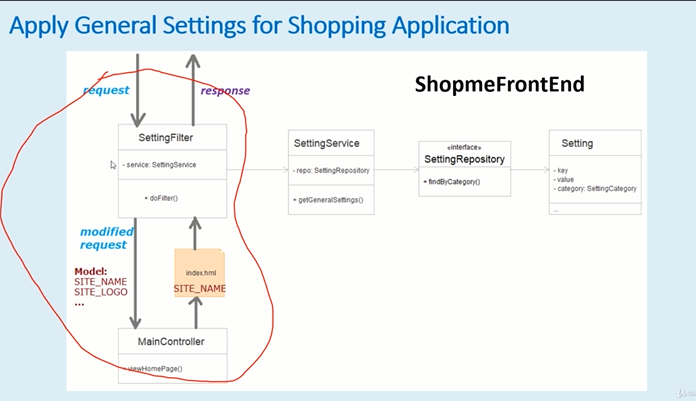 Apply General Settings for Shopping Application
ShopmeFrontEnd
request
response
SettingFilter
- service: SettingService
+ doFilter()
SettingService
- repo: SettingRepository
+ getGeneralSettings()
«interface»
SettingRepository
+ findByCategory()
Setting
- key
- value
- category: SettingCategory
...
modified
request
Model:
SITE_NAME
SITE_LOGO
...
index.hml
SITE_NAME
MainController
+ viewHomePage()